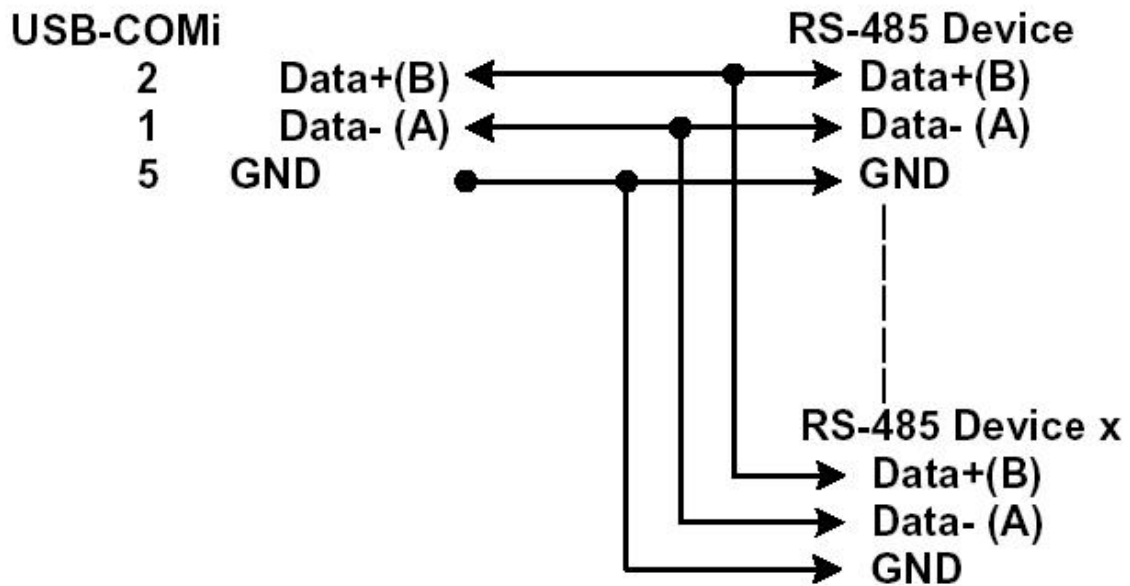 USB-COMi RS-485 Device
2 Data+(B) Data+(B)
1 Data- (A) Data- (A)
5 GND GND
RS-485 Device x
Data+(B)
Data- (A)
GND